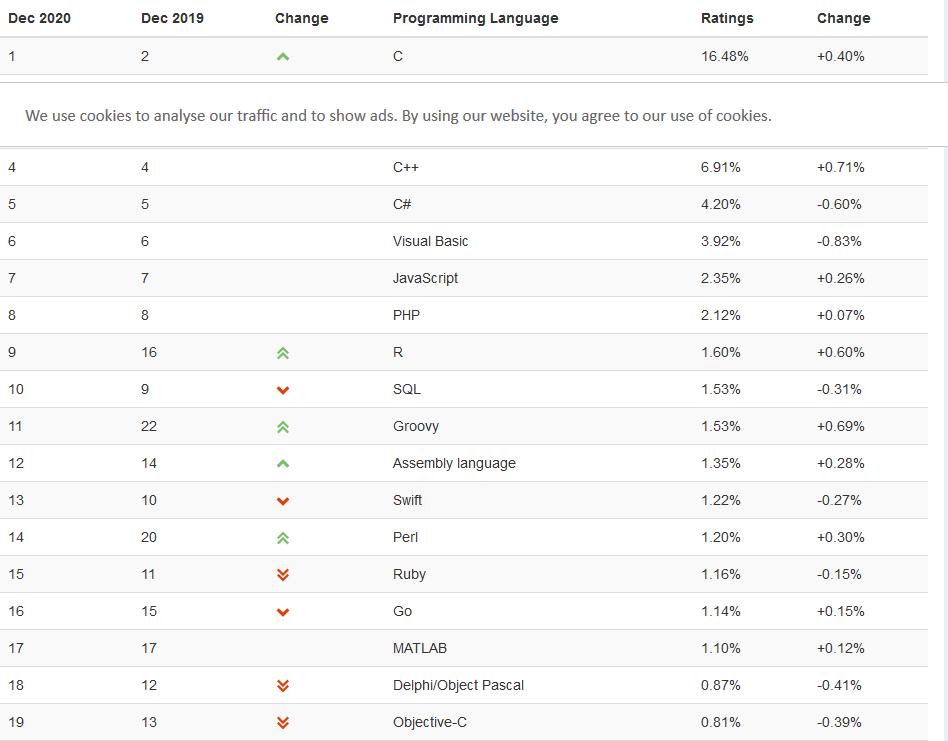 Dec 2020 Dec 2019 Change Programming Language Ratings Change
1 2 C 16.48% +0.40%
We use cookies to analyse our traffic and to show ads. By using our website, you agree to our use of cookies.
4 4 C++ 6.91% +0.71%
5 5 C# 4.20% -0.60%
6 6 Visual Basic 3.92% -0.83%
7 7 JavaScript 2.35% +0.26%
8 8 PHP 2.12% +0.07%
9 16 R 1.60% +0.60%
10 9 SQL 1.53% -0.31%
11 22 Groovy 1.53% +0.69%
12 14 Assembly language 1.35% +0.28%
13 10 Swift 1.22% -0.27%
14 20 Perl 1.20% +0.30%
15 11 Ruby 1.16% -0.15%
16 15 Go 1.14% +0.15%
17 17 MATLAB 1.10% +0.12%
18 12 Delphi/Object Pascal 0.87% -0.41%
19 13 Objective-C 0.81% -0.39%